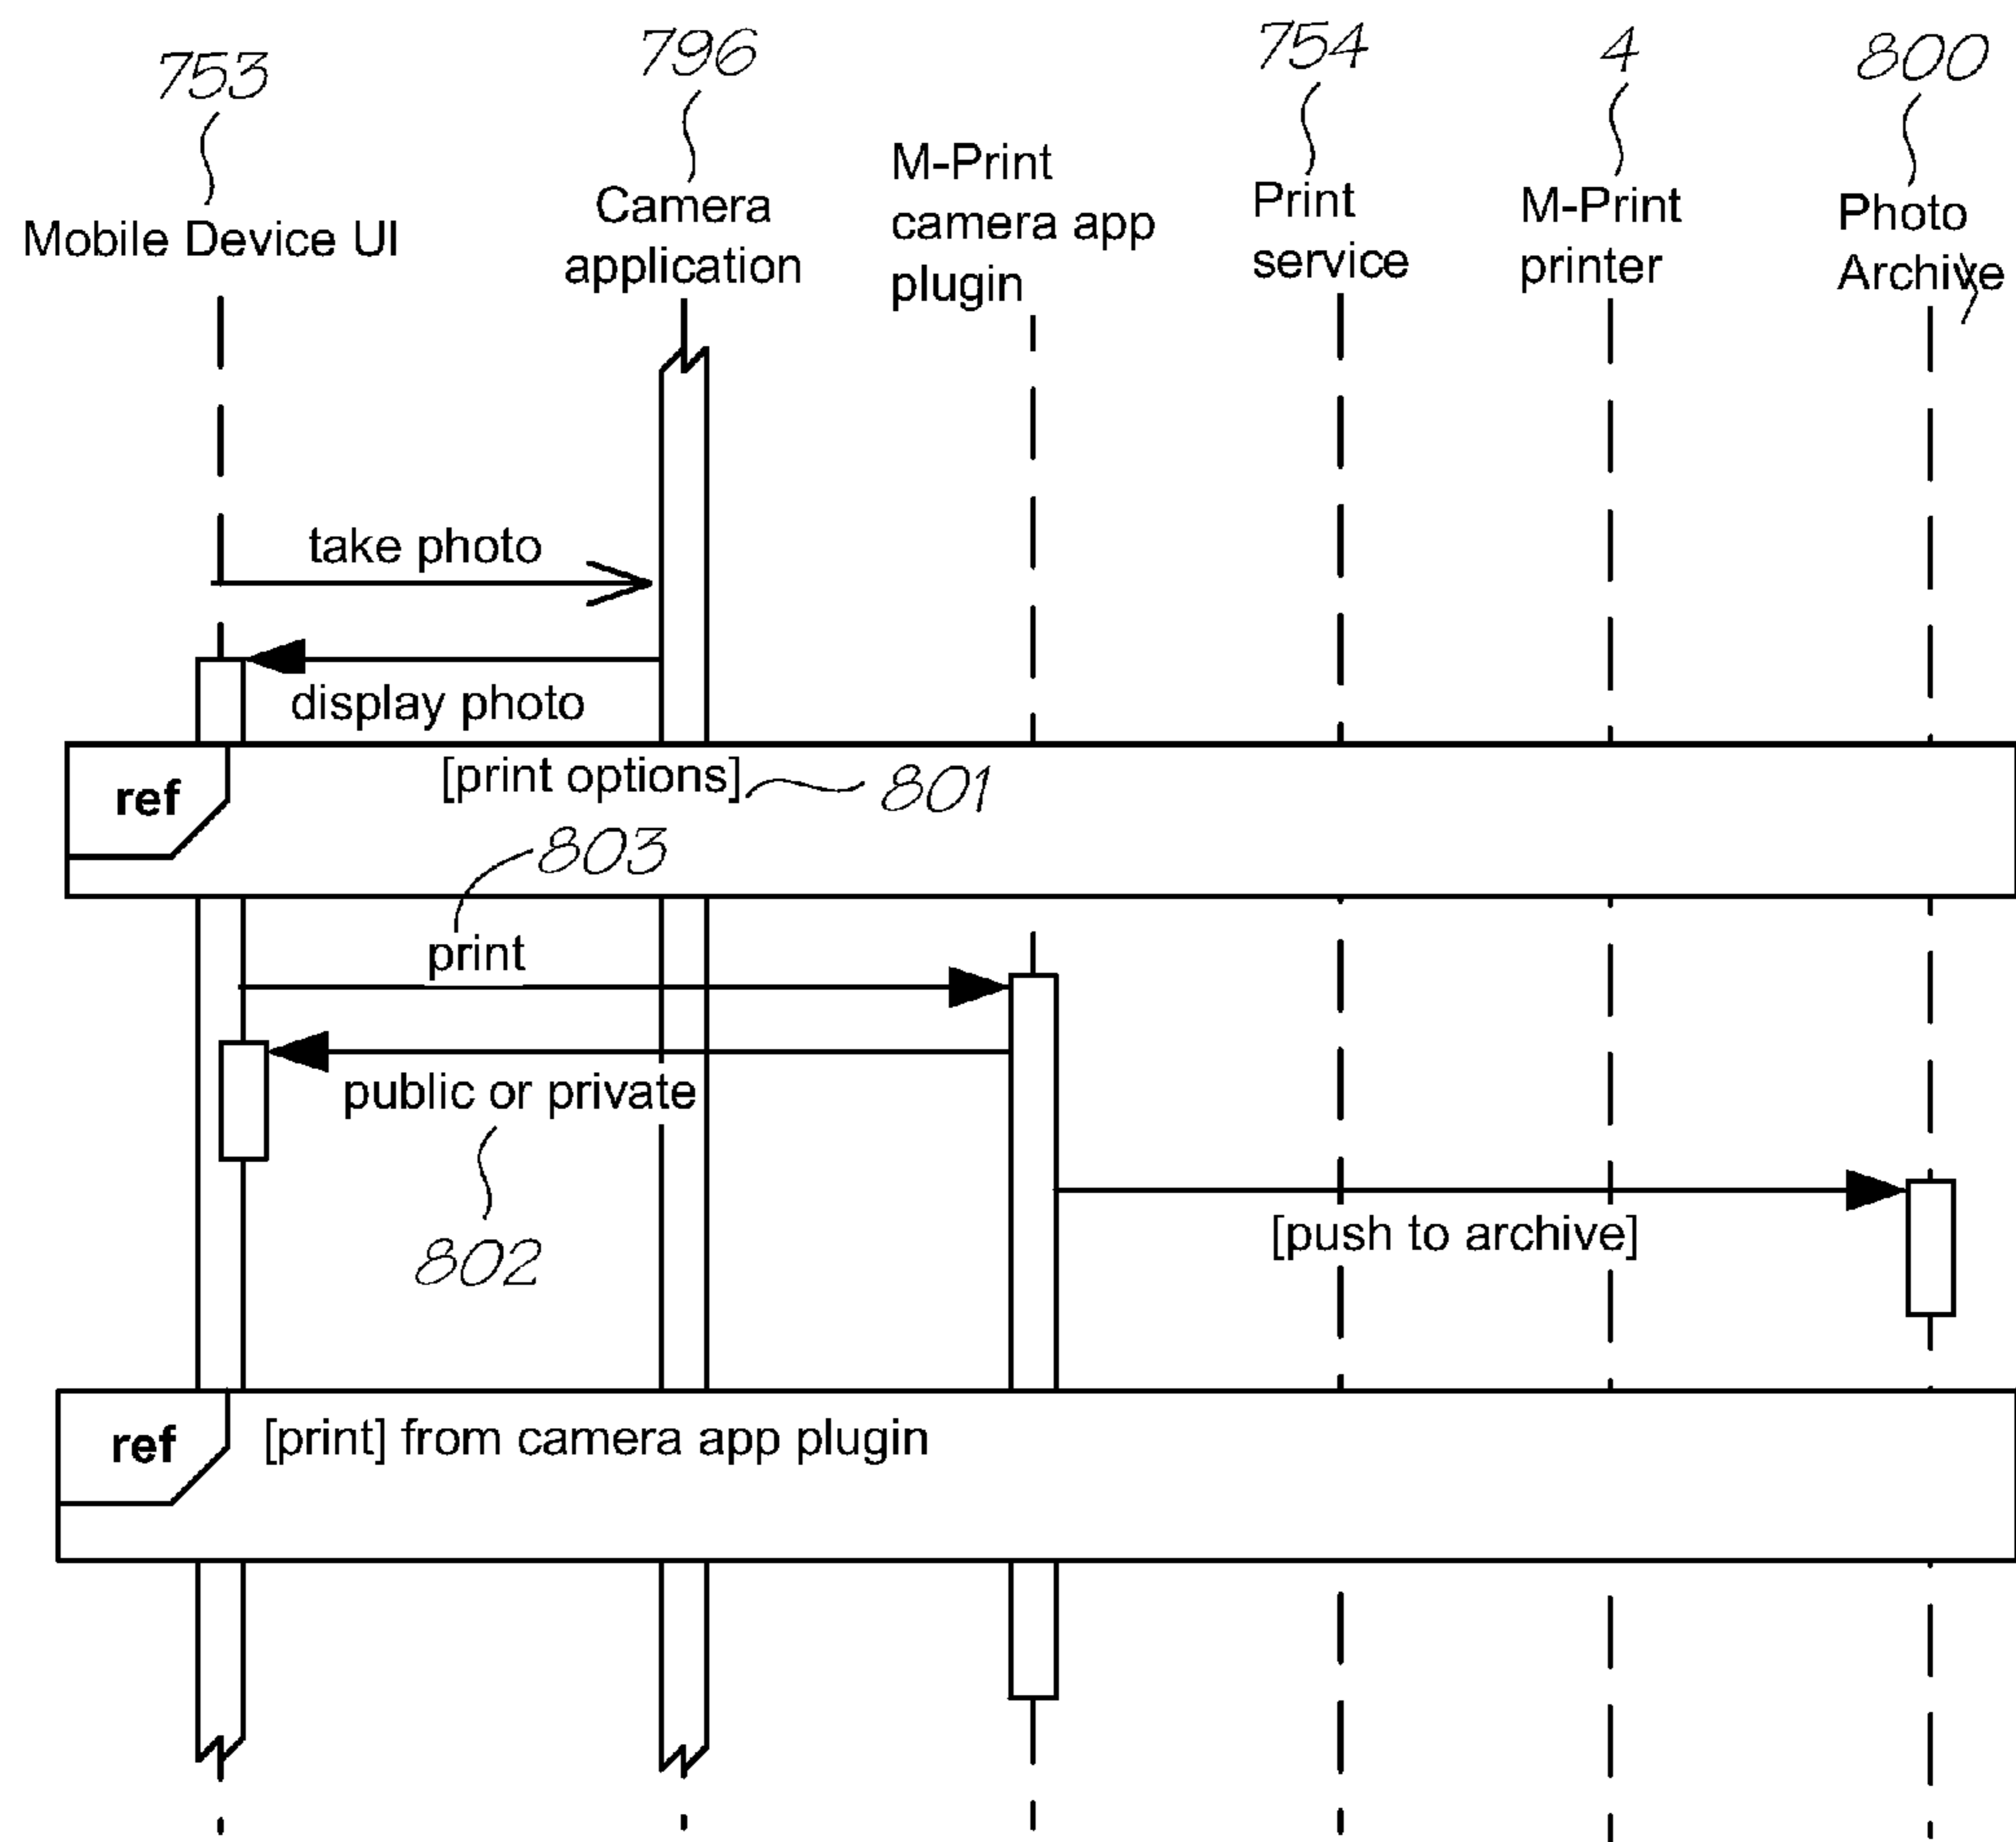 753
796
754
4
800
Mobile Device UI
Camera
application
M-Print
camera app
plugin
Print
service
M-Print
printer
Photo
Archive
take photo
display photo
ref
[print options]
801
803
print
public or private
802
[push to archive]
ref
[print] from camera app plugin